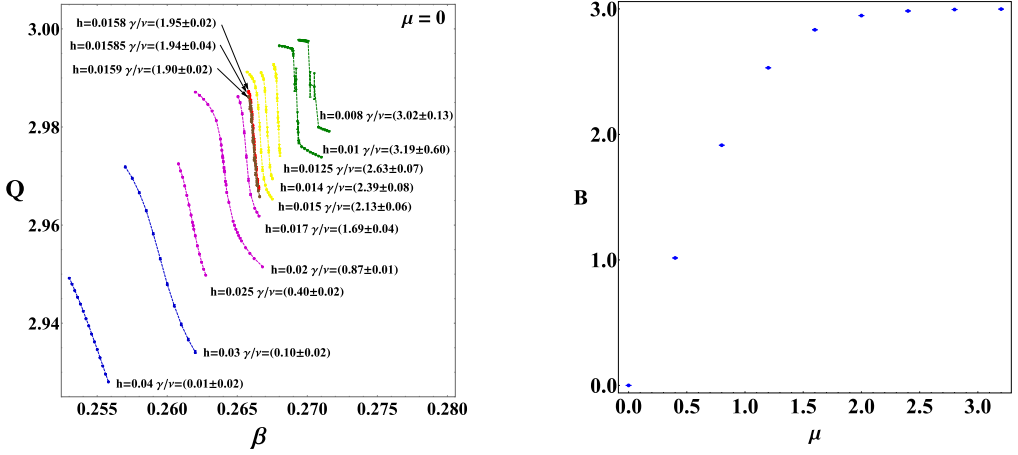 μ = 0
h=0.0158 γ/ν=(1.95±0.02)
h=0.01585 γ/ν=(1.94±0.04)
h=0.0159 γ/ν=(1.90±0.02)
h=0.008 γ/ν=(3.02±0.13)
h=0.01 γ/ν=(3.19±0.60)
h=0.0125 γ/ν=(2.63±0.07)
h=0.014 γ/ν=(2.39±0.08)
h=0.015 γ/ν=(2.13±0.06)
h=0.017 γ/ν=(1.69±0.04)
h=0.02 γ/ν=(0.87±0.01)
h=0.025 γ/ν=(0.40±0.02)
h=0.03 γ/ν=(0.10±0.02)
h=0.04 γ/ν=(0.01±0.02)
3.00
2.98
2.96
2.94
Q
0.255 0.260 0.265 0.270 0.275 0.280
β
3.0
2.0
1.0
0.0
B
0.0 0.5 1.0 1.5 2.0 2.5 3.0
μ